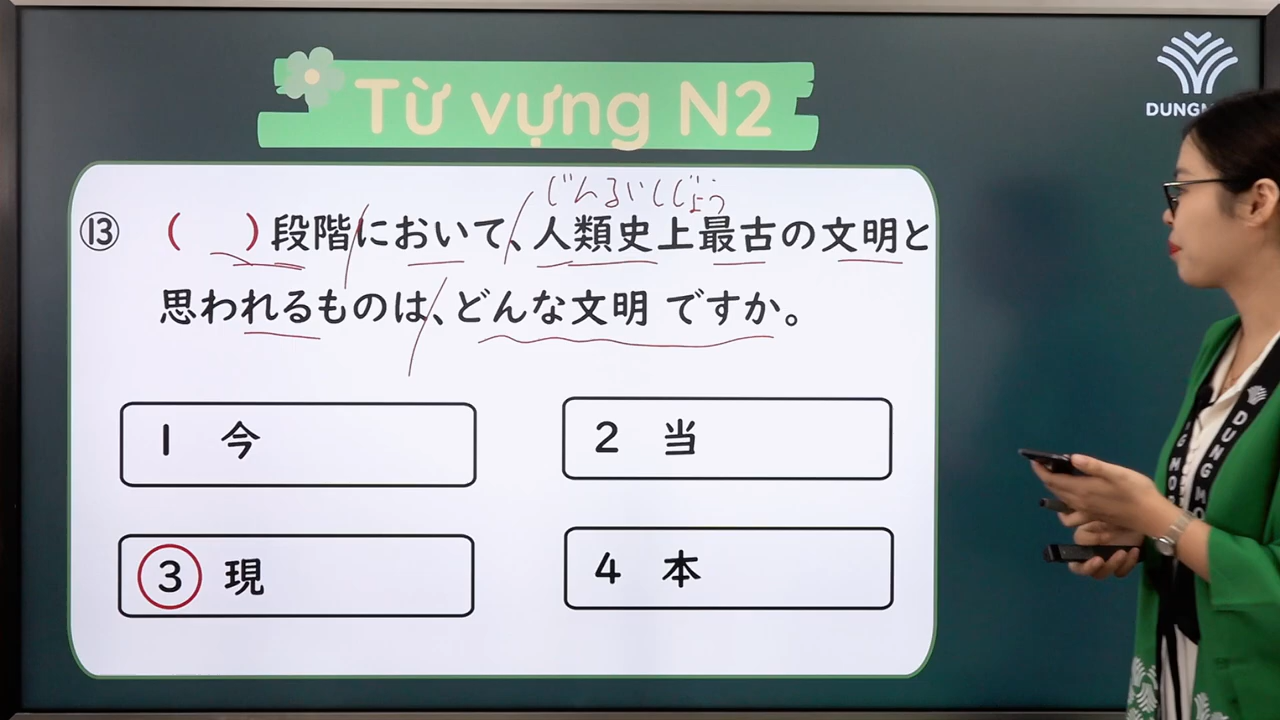 Từ vựng N2
DUNGM
じんるいしじょう
⑬ (  )段階において、人類史上最古の文明と
思われるものは、どんな文明 ですか。
1 今
2 当
3 現
4 本
DUNG MO